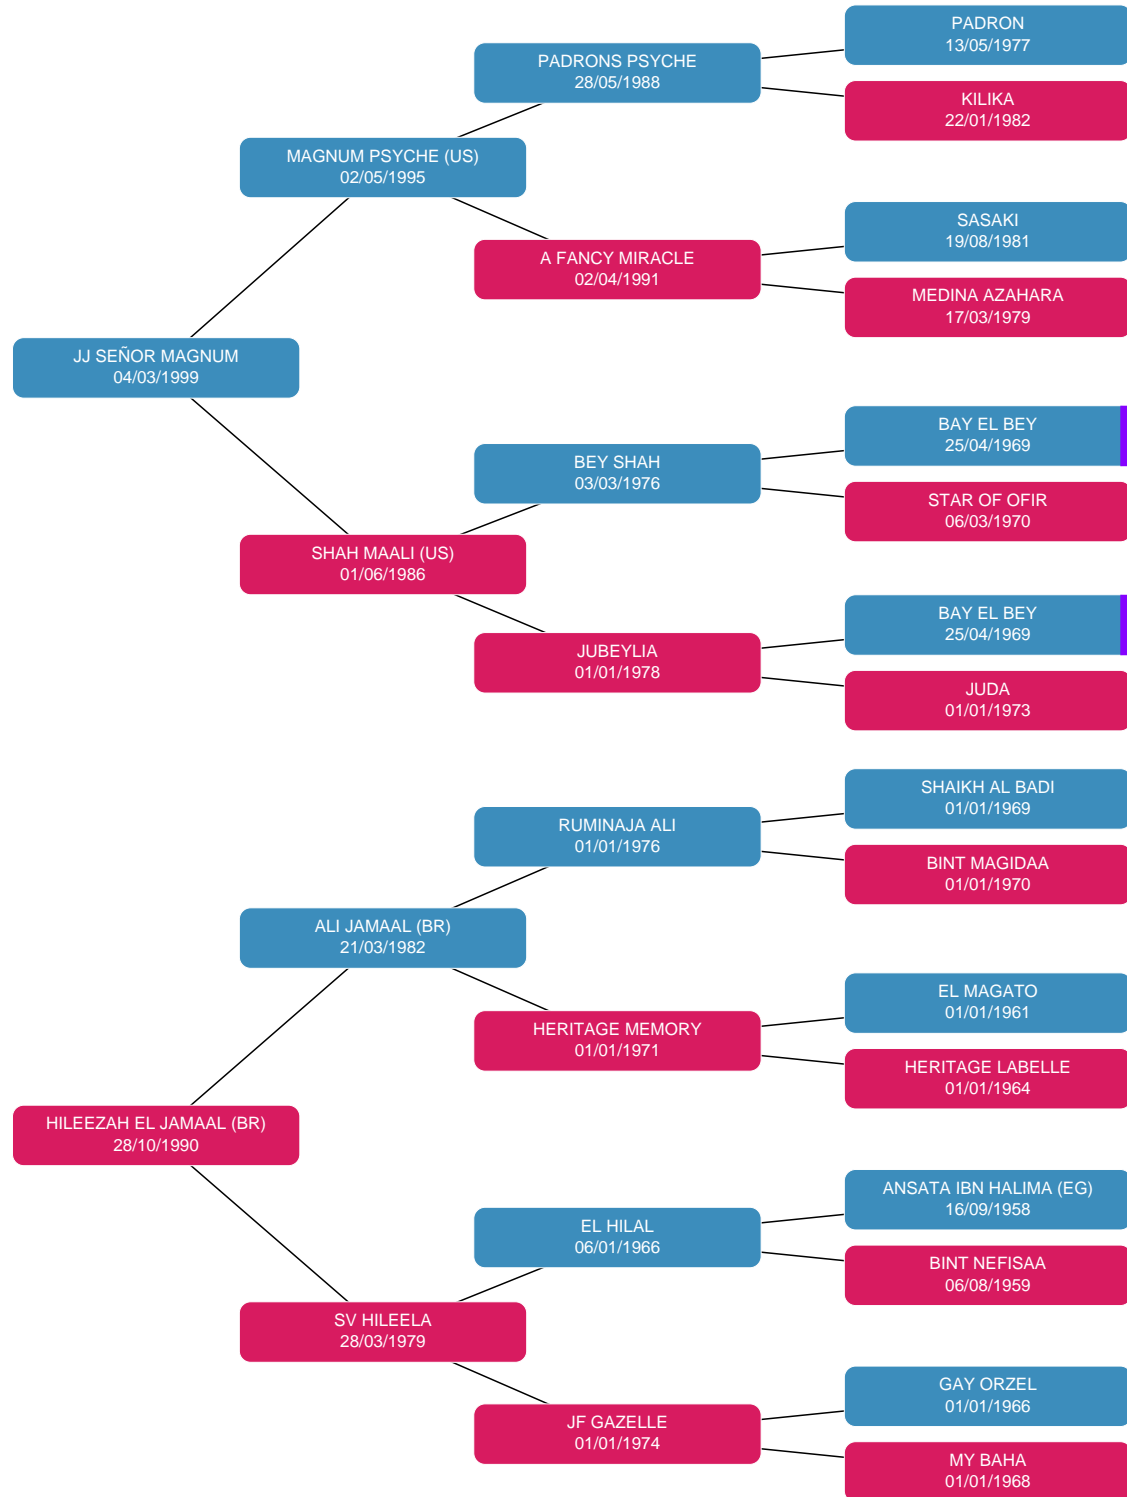 PADRON
13/05/1977
PADRONS PSYCHE
28/05/1988
KILIKA
22/01/1982
MAGNUM PSYCHE (US)
02/05/1995
SASAKI
19/08/1981
A FANCY MIRACLE
02/04/1991
MEDINA AZAHARA
17/03/1979
JJ SEÑOR MAGNUM
04/03/1999
BAY EL BEY
25/04/1969
BEY SHAH
03/03/1976
STAR OF OFIR
06/03/1970
SHAH MAALI (US)
01/06/1986
BAY EL BEY
25/04/1969
JUBEYLIA
01/01/1978
JUDA
01/01/1973
SHAIKH AL BADI
01/01/1969
RUMINAJA ALI
01/01/1976
BINT MAGIDAA
01/01/1970
ALI JAMAAL (BR)
21/03/1982
EL MAGATO
01/01/1961
HERITAGE MEMORY
01/01/1971
HERITAGE LABELLE
01/01/1964
HILEEZAH EL JAMAAL (BR)
28/10/1990
ANSATA IBN HALIMA (EG)
16/09/1958
EL HILAL
06/01/1966
BINT NEFISAA
06/08/1959
SV HILEELA
28/03/1979
GAY ORZEL
01/01/1966
JF GAZELLE
01/01/1974
MY BAHA
01/01/1968